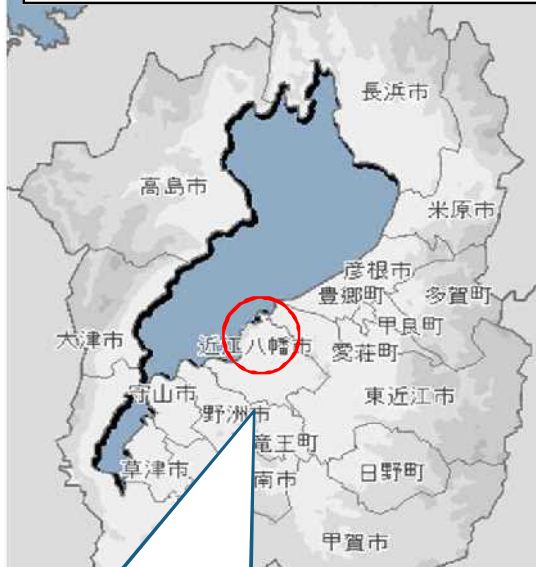 長浜市
高島市
米原市
彦根市
豊郷町
多賀町
甲良町
大津市
近江八幡市
愛荘町
守山市
東近江市
野洲市
竜王町
草津市
南市
日野町
甲賀市